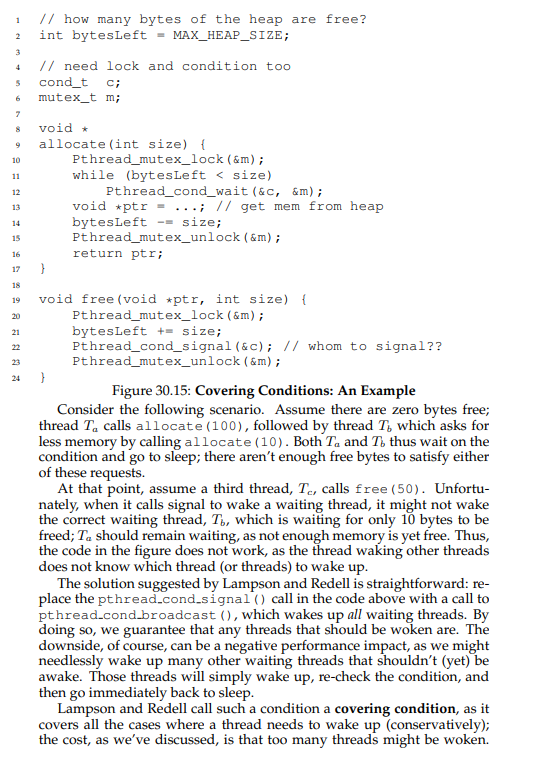 1 // how many bytes of the heap are free?
2 int bytesLeft = MAX_HEAP_SIZE;
3
4 // need lock and condition too
5 cond_t  c;
6 mutex_t m;
7
8 void *
9 allocate(int size) {
10     Pthread_mutex_lock(&m);
11     while (bytesLeft < size)
12         Pthread_cond_wait(&c, &m);
13     void *ptr = ...; // get mem from heap
14     bytesLeft -= size;
15     Pthread_mutex_unlock(&m);
16     return ptr;
17 }
18
19 void free(void *ptr, int size) {
20     Pthread_mutex_lock(&m);
21     bytesLeft += size;
22     Pthread_cond_signal(&c); // whom to signal??
23     Pthread_mutex_unlock(&m);
24 }
Figure 30.15: Covering Conditions: An Example
Consider the following scenario. Assume there are zero bytes free;
thread Ta calls allocate(100), followed by thread Tb which asks for
less memory by calling allocate(10). Both Ta and Tb thus wait on the
condition and go to sleep; there aren't enough free bytes to satisfy either
of these requests.
At that point, assume a third thread, Tc, calls free(50). Unfortu-
nately, when it calls signal to wake a waiting thread, it might not wake
the correct waiting thread, Tb, which is waiting for only 10 bytes to be
freed; Ta should remain waiting, as not enough memory is yet free. Thus,
the code in the figure does not work, as the thread waking other threads
does not know which thread (or threads) to wake up.
The solution suggested by Lampson and Redell is straightforward: re-
place the pthread_cond_signal() call in the code above with a call to
pthread_cond_broadcast(), which wakes up all waiting threads. By
doing so, we guarantee that any threads that should be woken are. The
downside, of course, can be a negative performance impact, as we might
needlessly wake up many other waiting threads that shouldn't (yet) be
awake. Those threads will simply wake up, re-check the condition, and
then go immediately back to sleep.
Lampson and Redell call such a condition a covering condition, as it
covers all the cases where a thread needs to wake up (conservatively);
the cost, as we've discussed, is that too many threads might be woken.